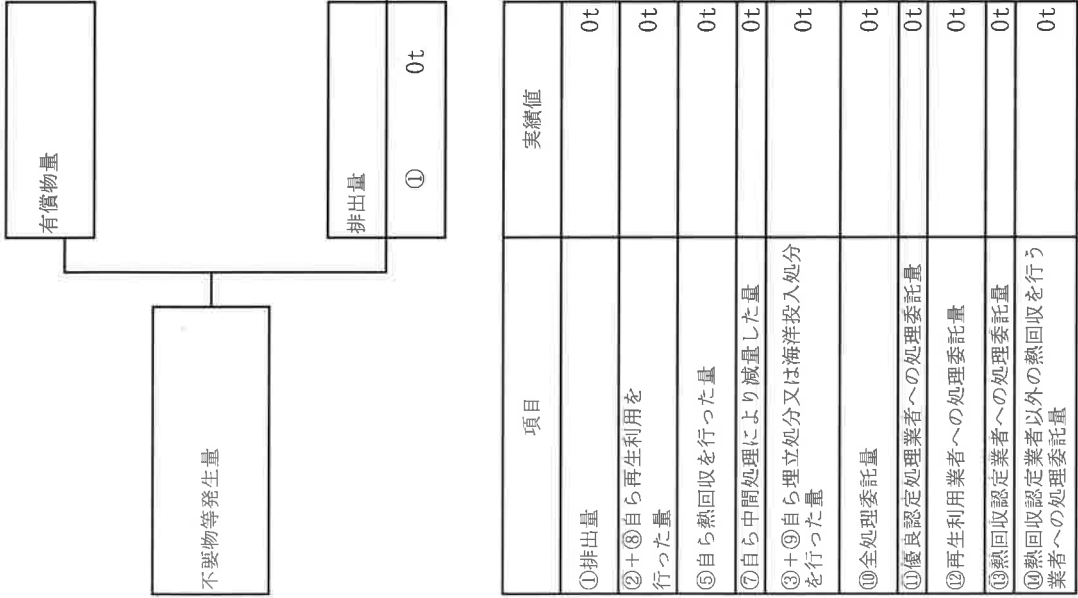 不要物等発生量
有償物量
排出量
① 0t
項目 実績値
①排出量 0t
②+⑧自ら再生利用を
行った量 0t
⑤自ら熱回収を行った量 0t
⑦自ら中間処理により減量した量 0t
③+⑨自ら埋立処分又は海洋投入処分
を行った量 0t
⑩全処理委託量 0t
⑪優良認定処理業者への処理委託量 0t
⑫再生利用業者への処理委託量 0t
⑬熱回収認定業者への処理委託量 0t
⑭熱回収認定業者以外の熱回収を行う
業者への処理委託量 0t